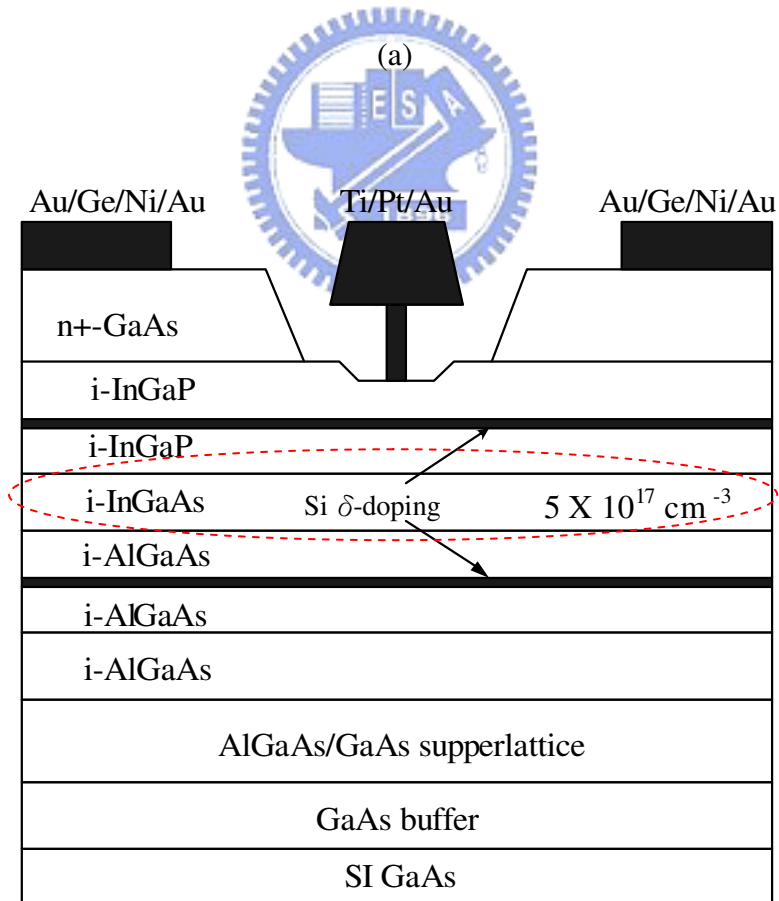 (a)
E S A
1896
Au/Ge/Ni/Au Ti/Pt/Au Au/Ge/Ni/Au
n+-GaAs
i-InGaP
i-InGaP
i-InGaAs Si δ-doping 5 X 10^17 cm^-3
i-AlGaAs
i-AlGaAs
i-AlGaAs
AlGaAs/GaAs supperlattice
GaAs buffer
SI GaAs